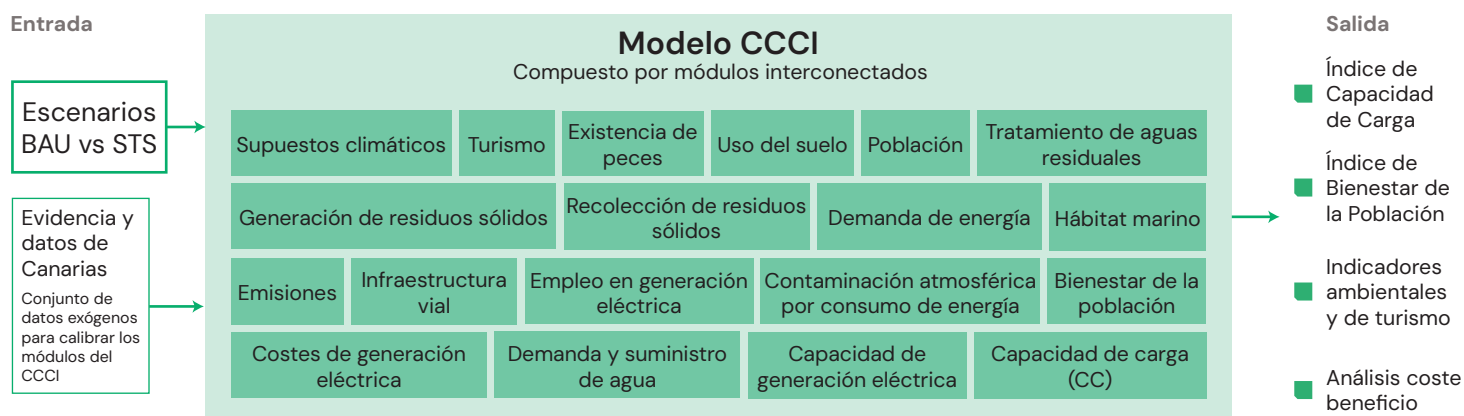 Entrada
Escenarios
BAU vs STS
Evidencia y
datos de
Canarias
Conjunto de
datos exógenos
para calibrar los
módulos del
CCCI
Modelo CCCI
Compuesto por módulos interconectados
Supuestos climáticos
Turismo
Existencia de
peces
Uso del suelo
Población
Tratamiento de aguas
residuales
Generación de residuos sólidos
Recolección de residuos
sólidos
Demanda de energía
Hábitat marino
Emisiones
Infraestructura
vial
Empleo en generación
eléctrica
Contaminación atmosférica
por consumo de energía
Bienestar de la
población
Costes de generación
eléctrica
Demanda y suministro
de agua
Capacidad de
generación eléctrica
Capacidad de carga
(CC)
Salida
Índice de
Capacidad
de Carga
Índice de
Bienestar de
la Población
Indicadores
ambientales
y de turismo
Análisis coste
beneficio